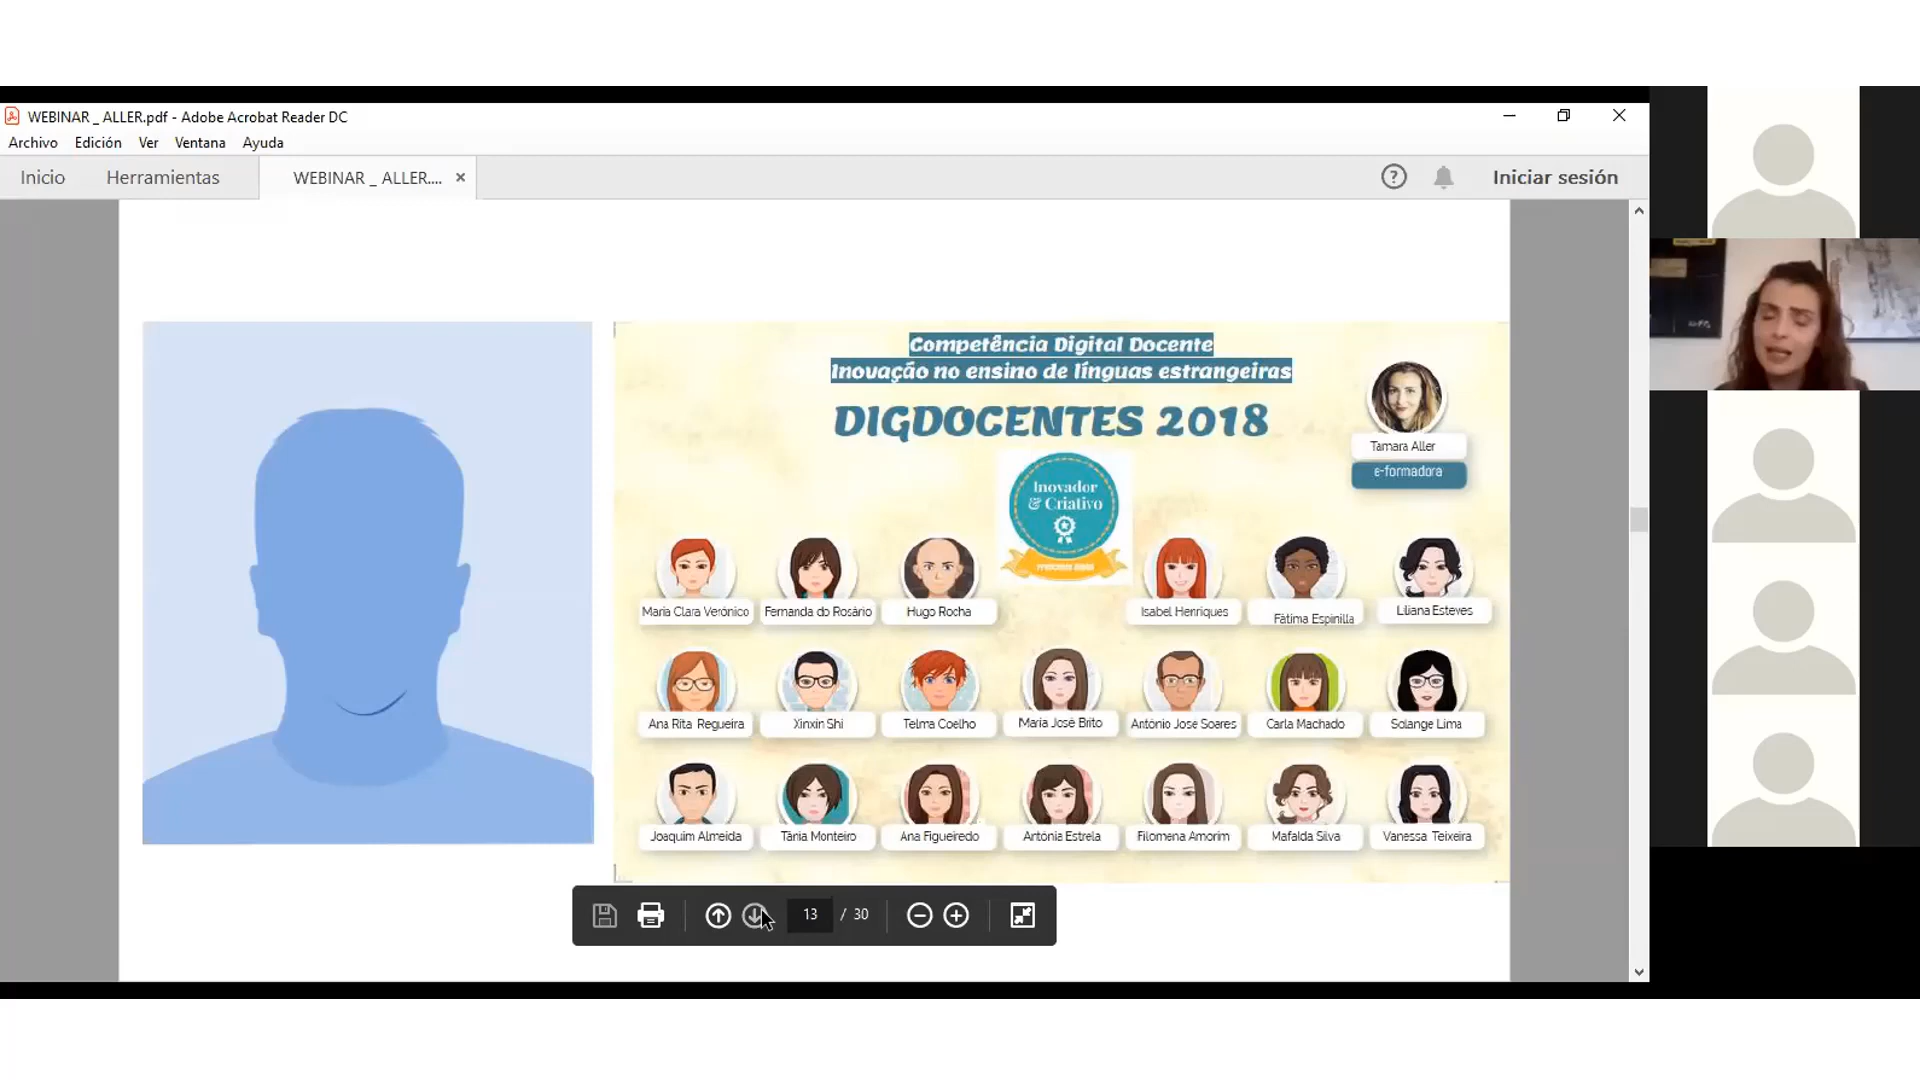 WEBINAR _ ALLER.pdf - Adobe Acrobat Reader DC
Archivo Edición Ver Ventana Ayuda
Inicio Herramientas WEBINAR _ ALLER.... × Iniciar sesión
Competência Digital Docente
Inovação no ensino de línguas estrangeiras
DIGDOCENTES 2018
Tamara Aller
e-formadora
Inovador
& Criativo
Maria Clara Verónico Fernanda do Rosário Hugo Rocha Isabel Henriques Fátima Espinilla Liliana Esteves
Ana Rita Regueira Xinxin Shi Telma Coelho Maria José Brito António José Soares Carla Machado Solange Lima
Joaquim Almeida Tânia Monteiro Ana Figueiredo Antónia Estrela Filomena Amorim Mafalda Silva Vanessa Teixeira
13 / 30